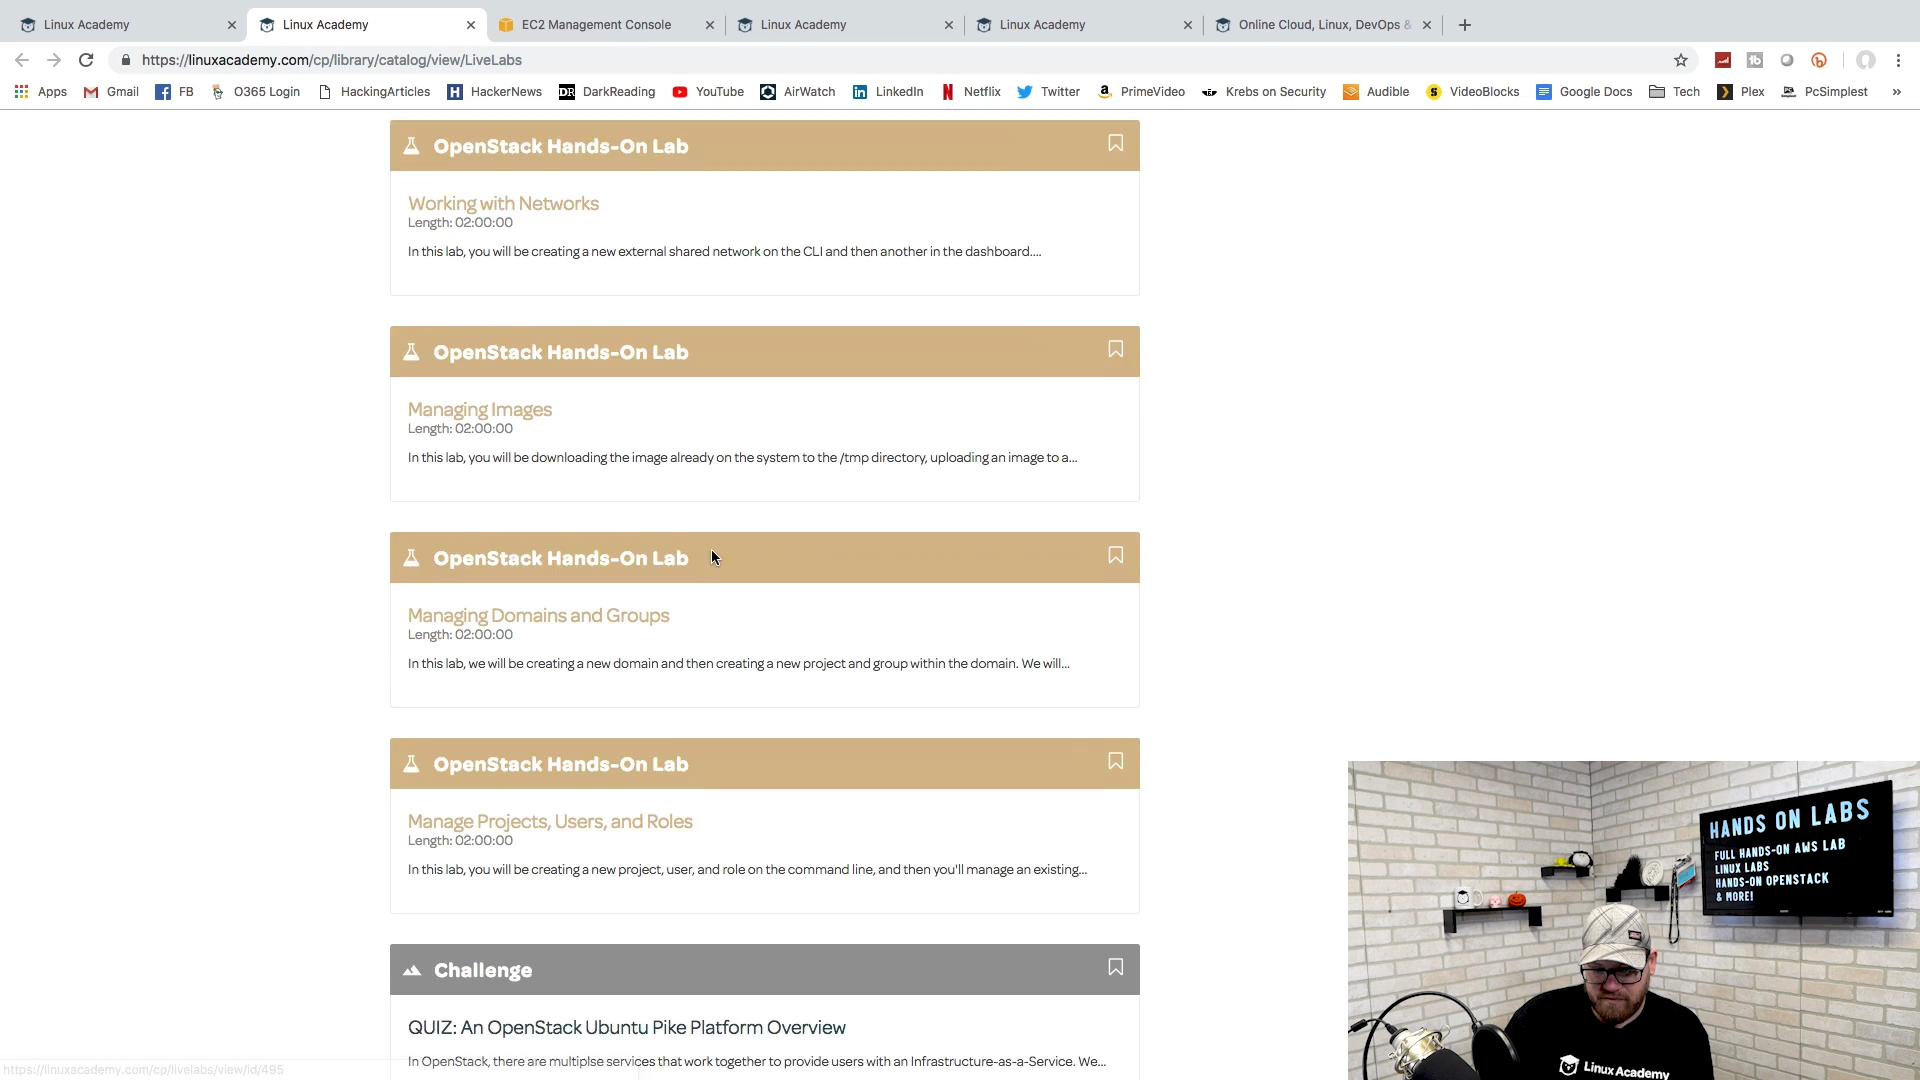 Linux Academy
Linux Academy
EC2 Management Console
Linux Academy
Linux Academy
Online Cloud, Linux, DevOps &
https://linuxacademy.com/cp/library/catalog/view/LiveLabs
Apps
Gmail
FB
O365 Login
HackingArticles
HackerNews
DarkReading
YouTube
AirWatch
LinkedIn
Netflix
Twitter
PrimeVideo
Krebs on Security
Audible
VideoBlocks
Google Docs
Tech
Plex
PcSimplest
»
OpenStack Hands-On Lab
Working with Networks
Length: 02:00:00
In this lab, you will be creating a new external shared network on the CLI and then another in the dashboard....
OpenStack Hands-On Lab
Managing Images
Length: 02:00:00
In this lab, you will be downloading the image already on the system to the /tmp directory, uploading an image to a...
OpenStack Hands-On Lab
Managing Domains and Groups
Length: 02:00:00
In this lab, we will be creating a new domain and then creating a new project and group within the domain. We will...
OpenStack Hands-On Lab
Manage Projects, Users, and Roles
Length: 02:00:00
In this lab, you will be creating a new project, user, and role on the command line, and then you'll manage an existing...
Challenge
QUIZ: An OpenStack Ubuntu Pike Platform Overview
In OpenStack, there are multiplse services that work together to provide users with an Infrastructure-as-a-Service. We...
https://linuxacademy.com/cp/livelabs/view/id/495
HANDS ON LABS
FULL HANDS-ON AWS LAB
LINUX LABS
HANDS-ON OPENSTACK
& MORE!
Linux Academy